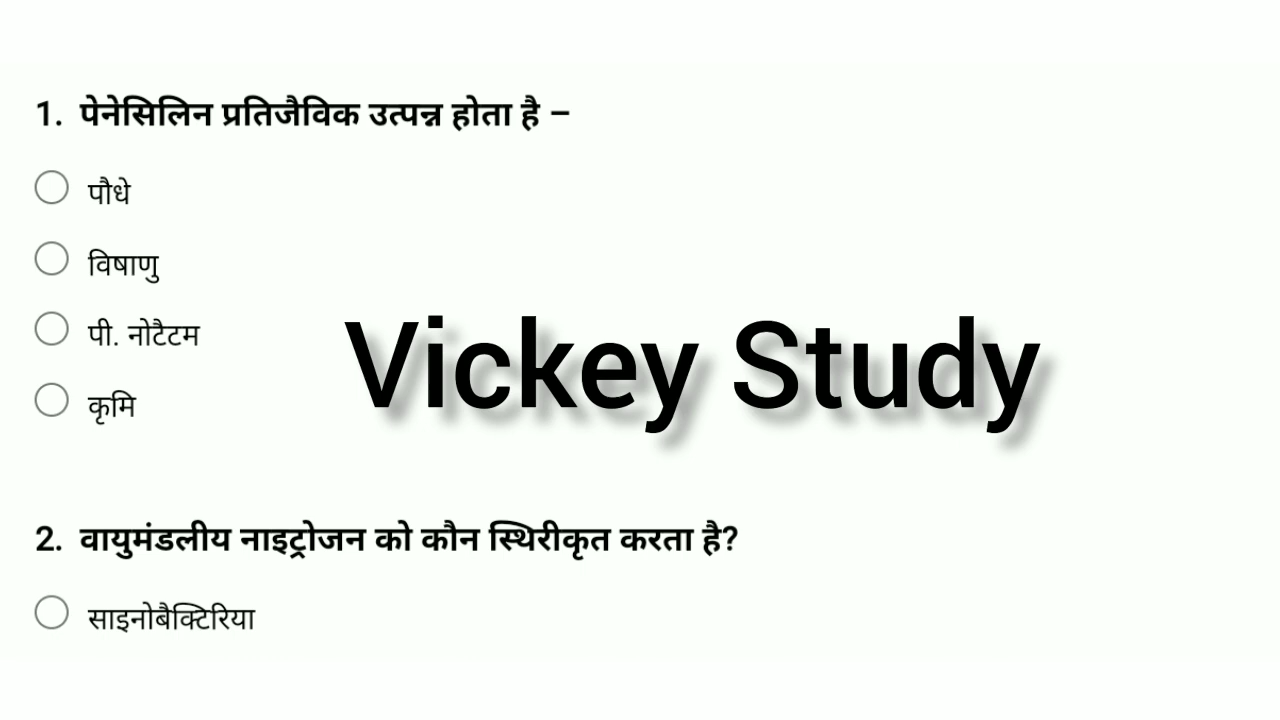 1. पेनेसिलिन प्रतिजैविक उत्पन्न होता है –
पौधे
विषाणु
पी. नोटैटम
कृमि
Vickey Study
2. वायुमंडलीय नाइट्रोजन को कौन स्थिरीकृत करता है?
साइनोबैक्टिरिया